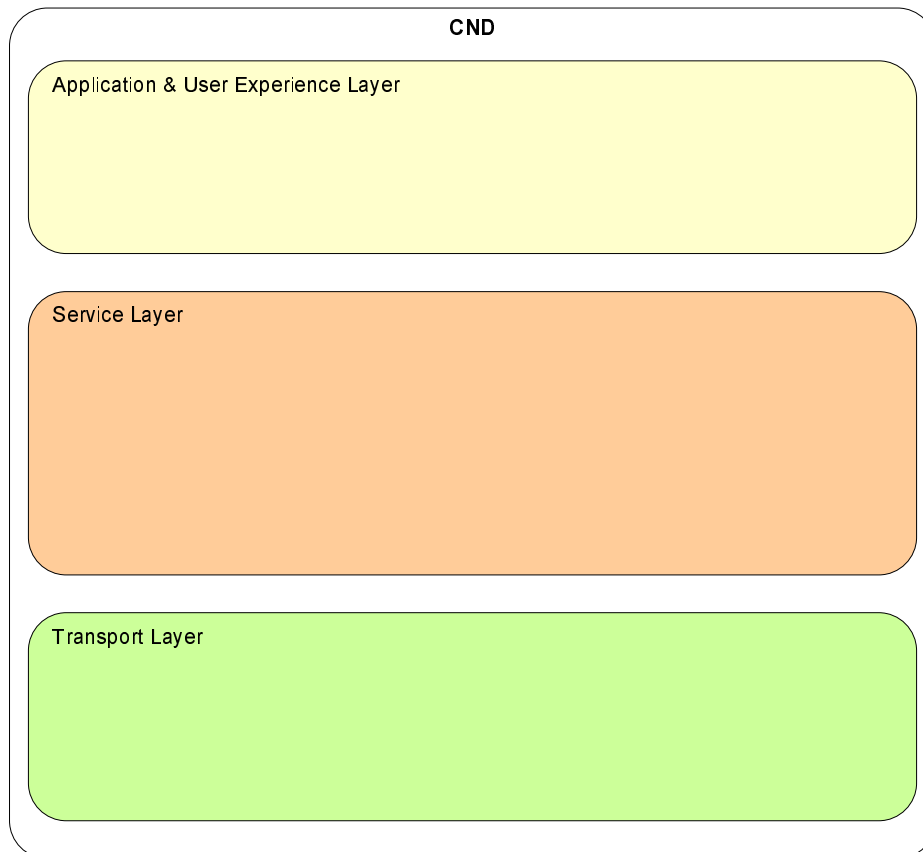 CND
Application & User Experience Layer
Service Layer
Transport Layer